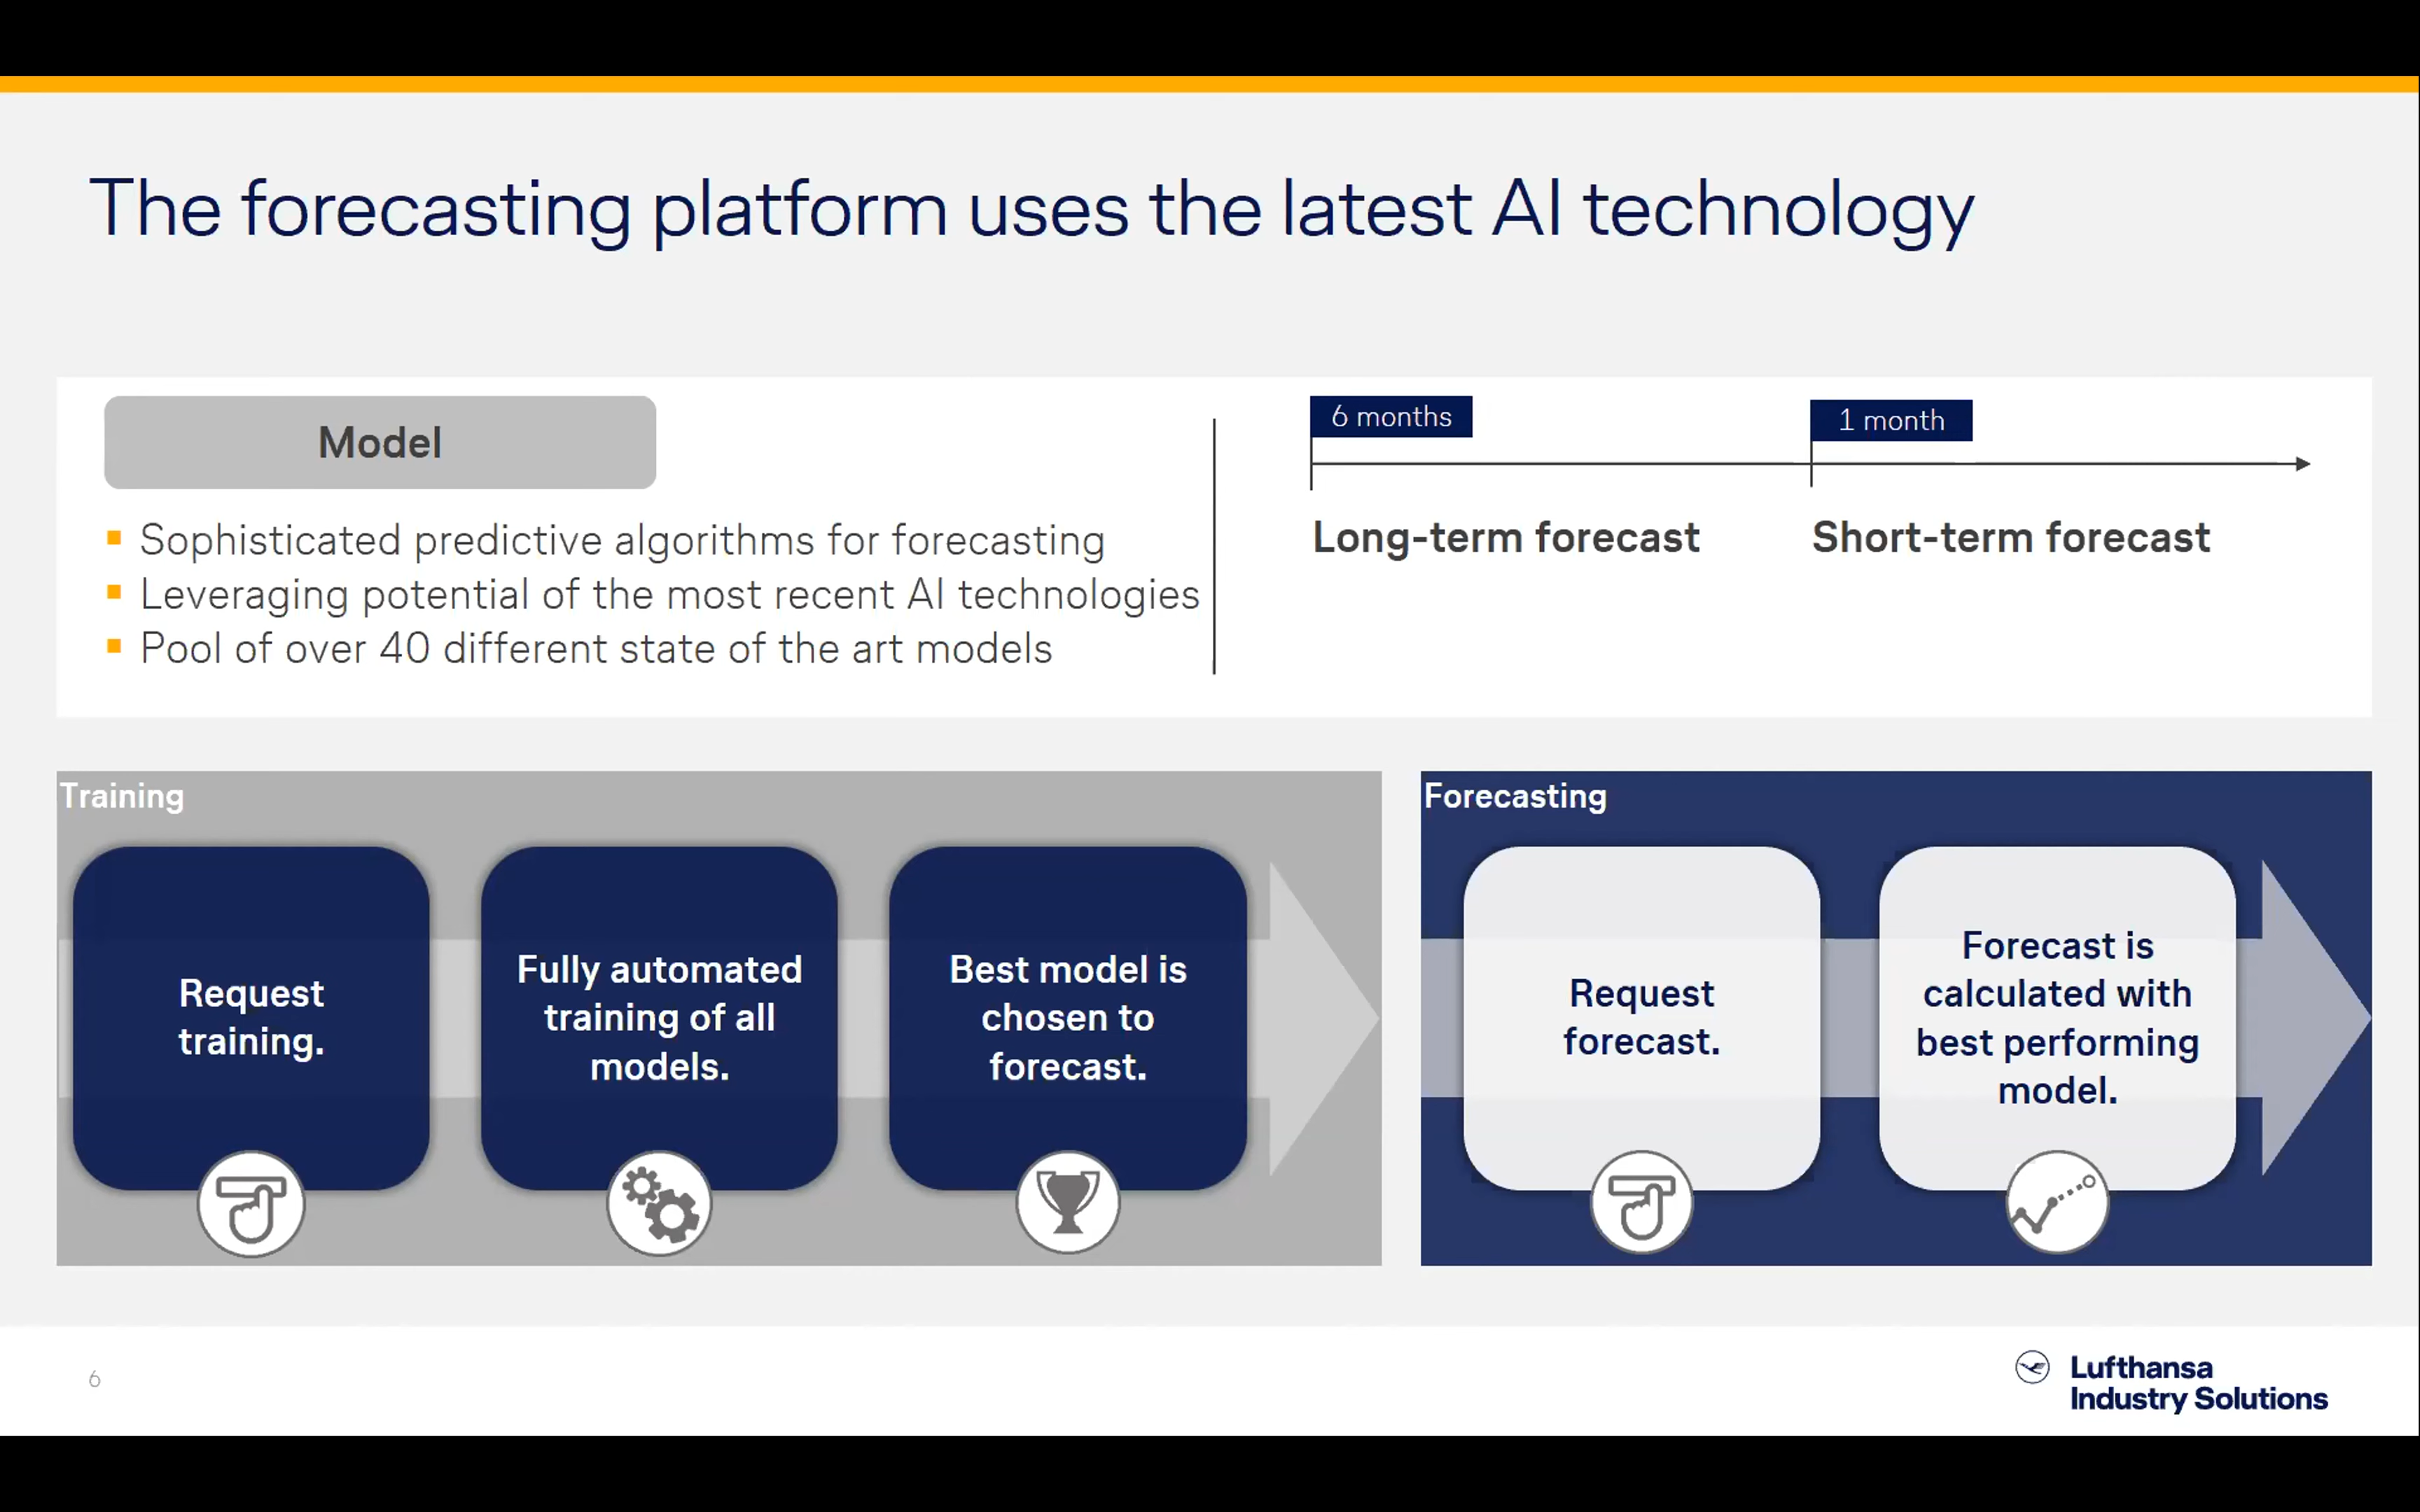 The forecasting platform uses the latest AI technology
Model
Sophisticated predictive algorithms for forecasting
Leveraging potential of the most recent AI technologies
Pool of over 40 different state of the art models
6 months
1 month
Long-term forecast
Short-term forecast
Training
Request
training.
Fully automated
training of all
models.
Best model is
chosen to
forecast.
Forecasting
Request
forecast.
Forecast is
calculated with
best performing
model.
6
Lufthansa
Industry Solutions